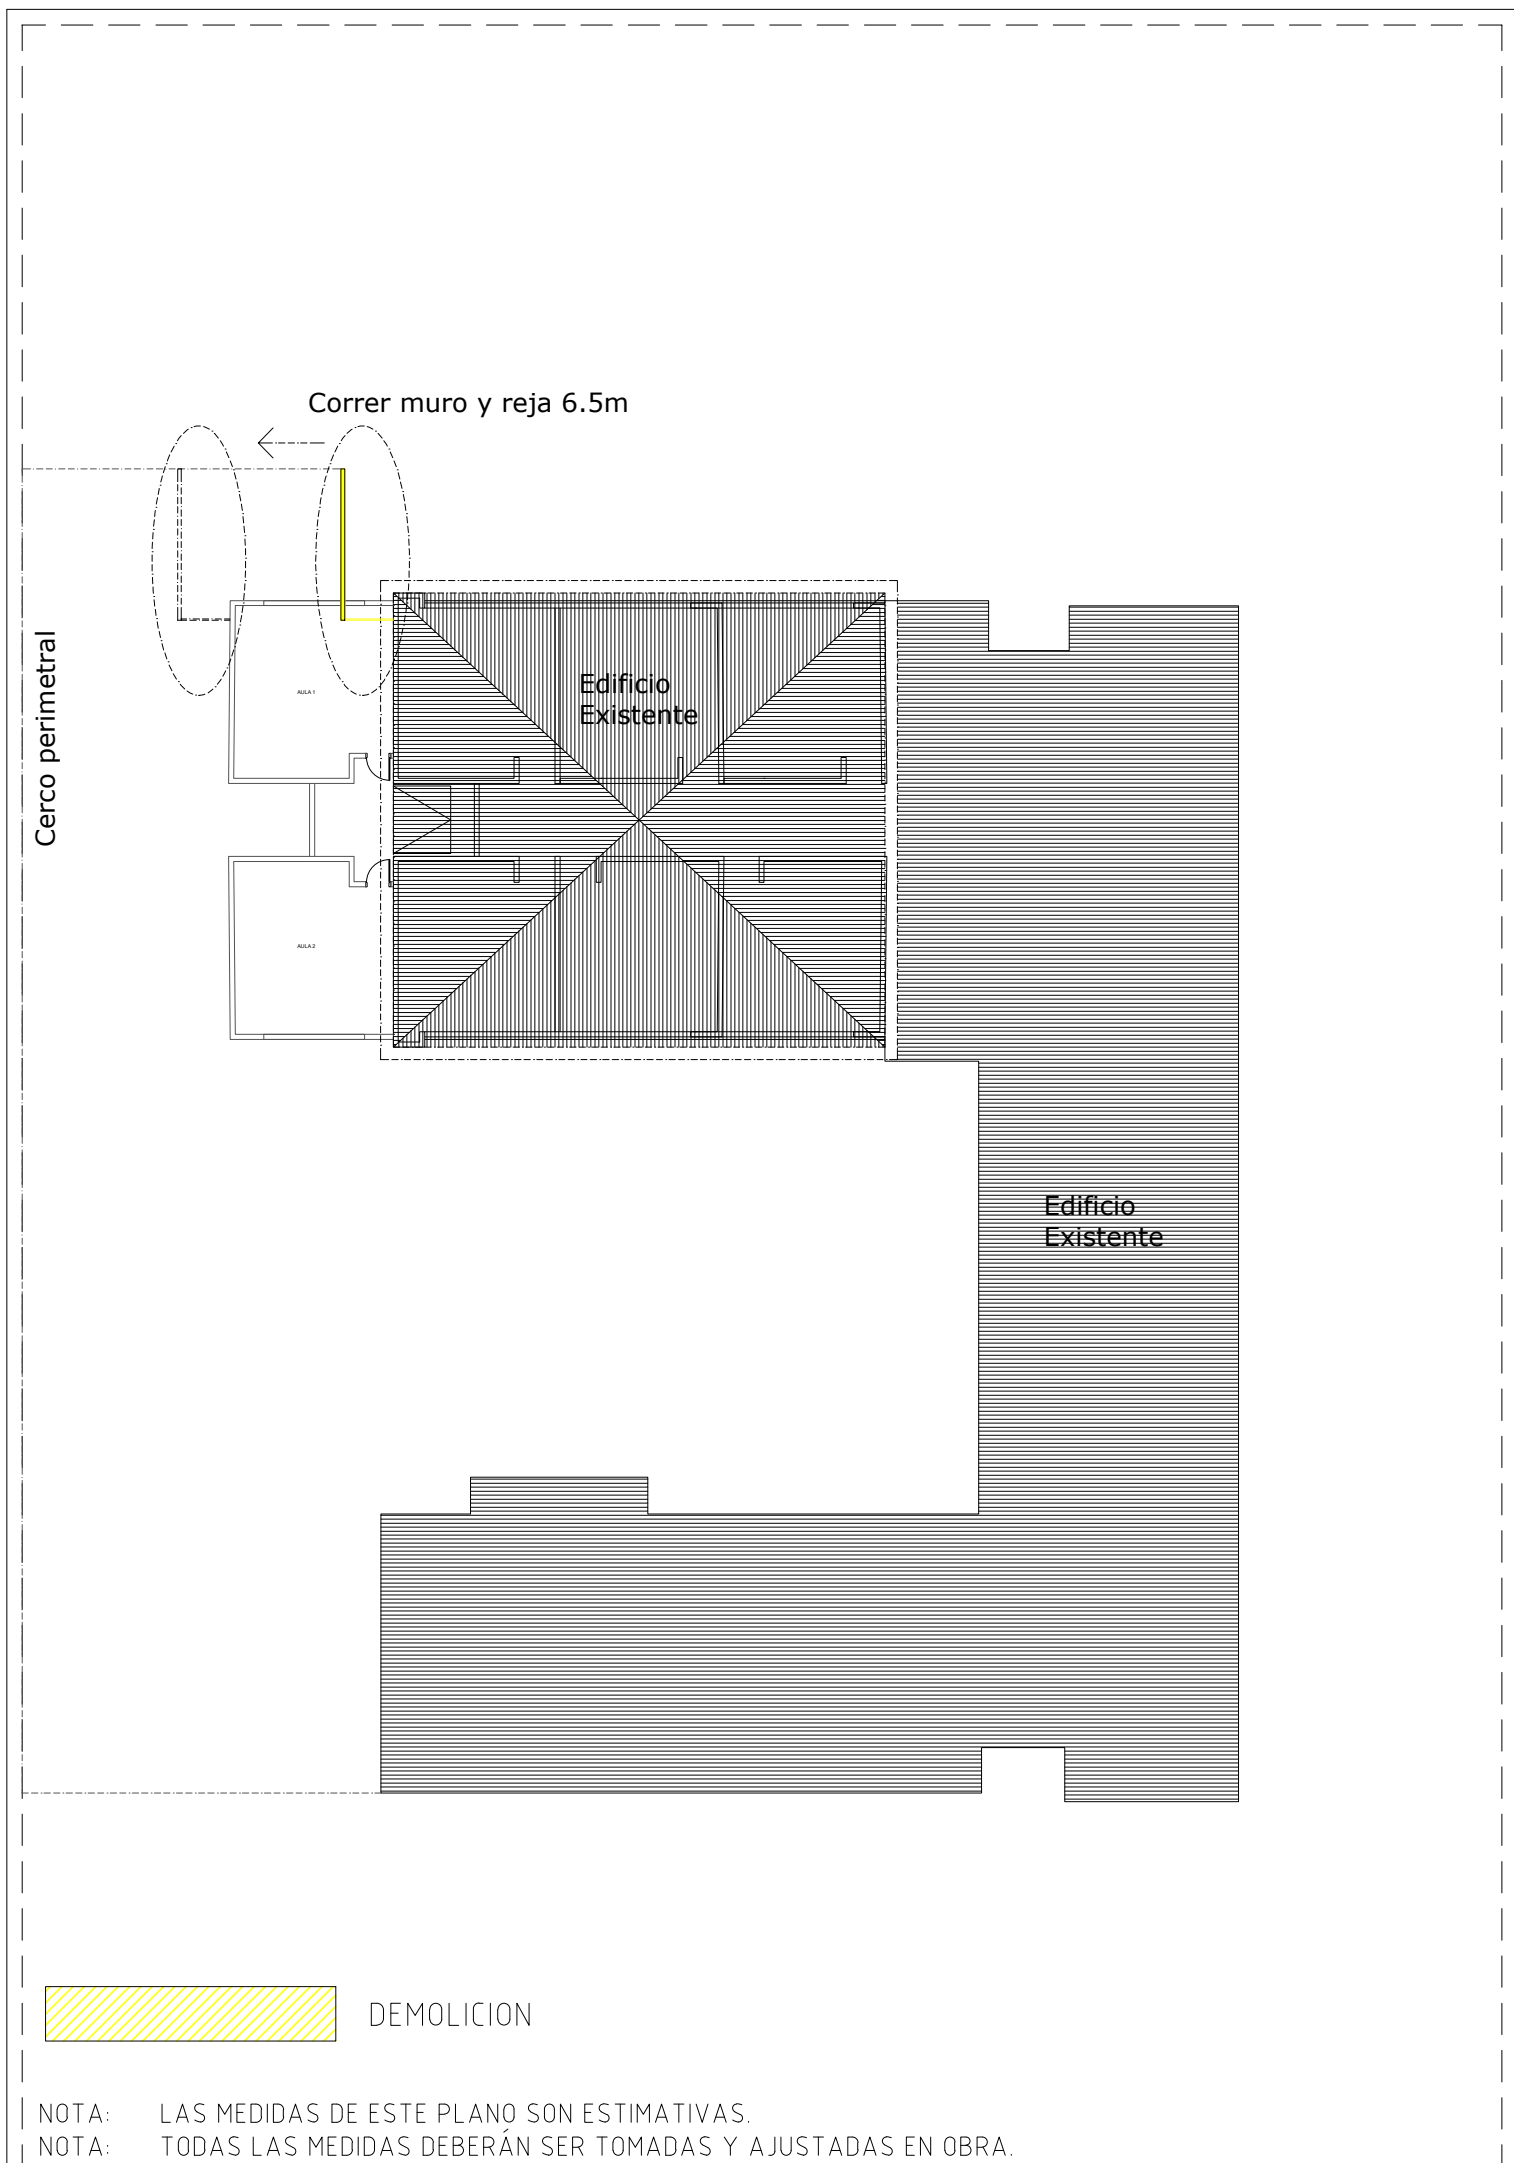 Correr muro y reja 6.5m
Cerco perimetral
AULA 1
Edificio
Existente
AULA 2
Edificio
Existente
DEMOLICION
NOTA: LAS MEDIDAS DE ESTE PLANO SON ESTIMATIVAS.
NOTA: TODAS LAS MEDIDAS DEBERÁN SER TOMADAS Y AJUSTADAS EN OBRA.